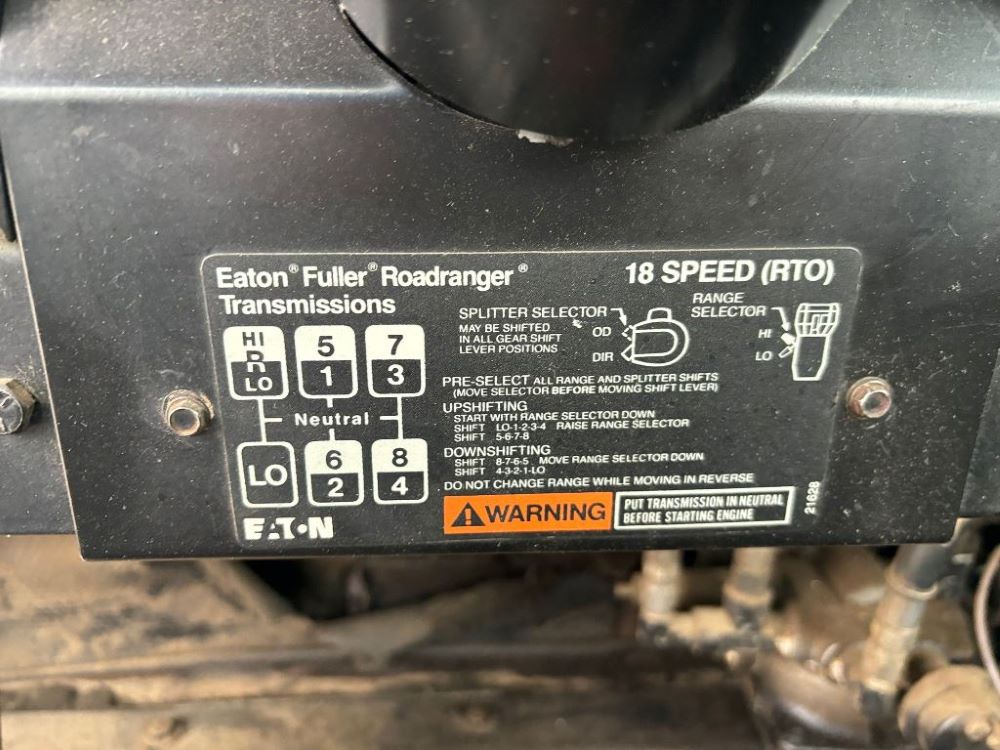 Eaton® Fuller® Roadranger®
Transmissions
18 SPEED (RTO)
HI
R
LO
5
1
7
3
Neutral
LO
6
2
8
4
EATON
SPLITTER SELECTOR
MAY BE SHIFTED
IN ALL GEAR SHIFT
LEVER POSITIONS
OD
DIR
RANGE
SELECTOR
HI
LO
PRE-SELECT ALL RANGE AND SPLITTER SHIFTS
(MOVE SELECTOR BEFORE MOVING SHIFT LEVER)
UPSHIFTING
START WITH RANGE SELECTOR DOWN
SHIFT LO-1-2-3-4 RAISE RANGE SELECTOR
SHIFT 5-6-7-8
DOWNSHIFTING
SHIFT 8-7-6-5 MOVE RANGE SELECTOR DOWN
SHIFT 4-3-2-1-LO
DO NOT CHANGE RANGE WHILE MOVING IN REVERSE
WARNING
PUT TRANSMISSION IN NEUTRAL
BEFORE STARTING ENGINE
21628